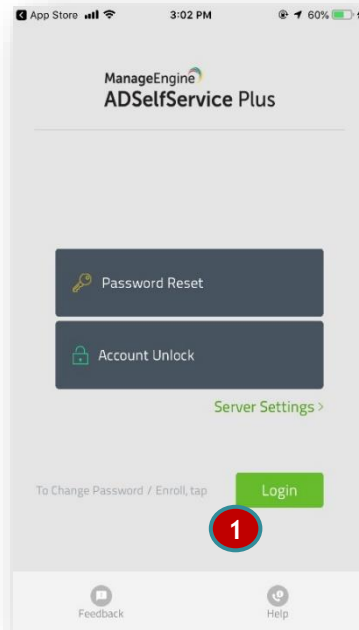 App Store 3:02 PM 60%
ManageEngine
ADSelfService Plus
Password Reset
Account Unlock
Server Settings >
To Change Password / Enroll, tap Login
1
Feedback Help